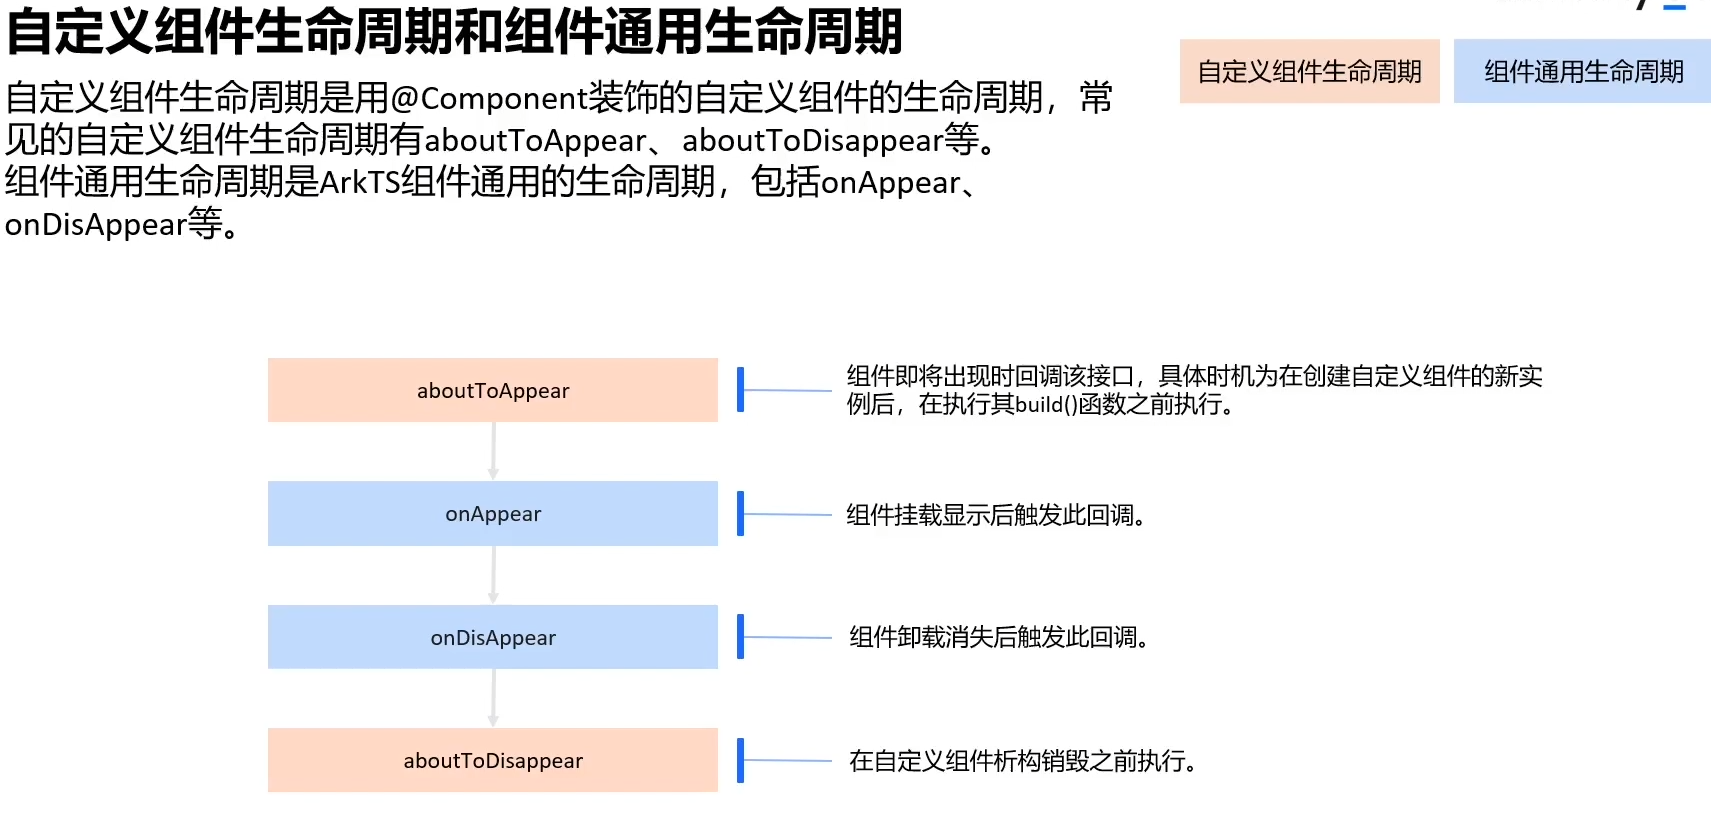 自定义组件生命周期和组件通用生命周期
自定义组件生命周期
组件通用生命周期
自定义组件生命周期是用@Component装饰的自定义组件的生命周期，常
见的自定义组件生命周期有aboutToAppear、aboutToDisappear等。
组件通用生命周期是ArkTS组件通用的生命周期，包括onAppear、
onDisAppear等。
aboutToAppear
组件即将出现时回调该接口，具体时机为在创建自定义组件的新实
例后，在执行其build()函数之前执行。
onAppear
组件挂载显示后触发此回调。
onDisAppear
组件卸载消失后触发此回调。
aboutToDisappear
在自定义组件析构销毁之前执行。